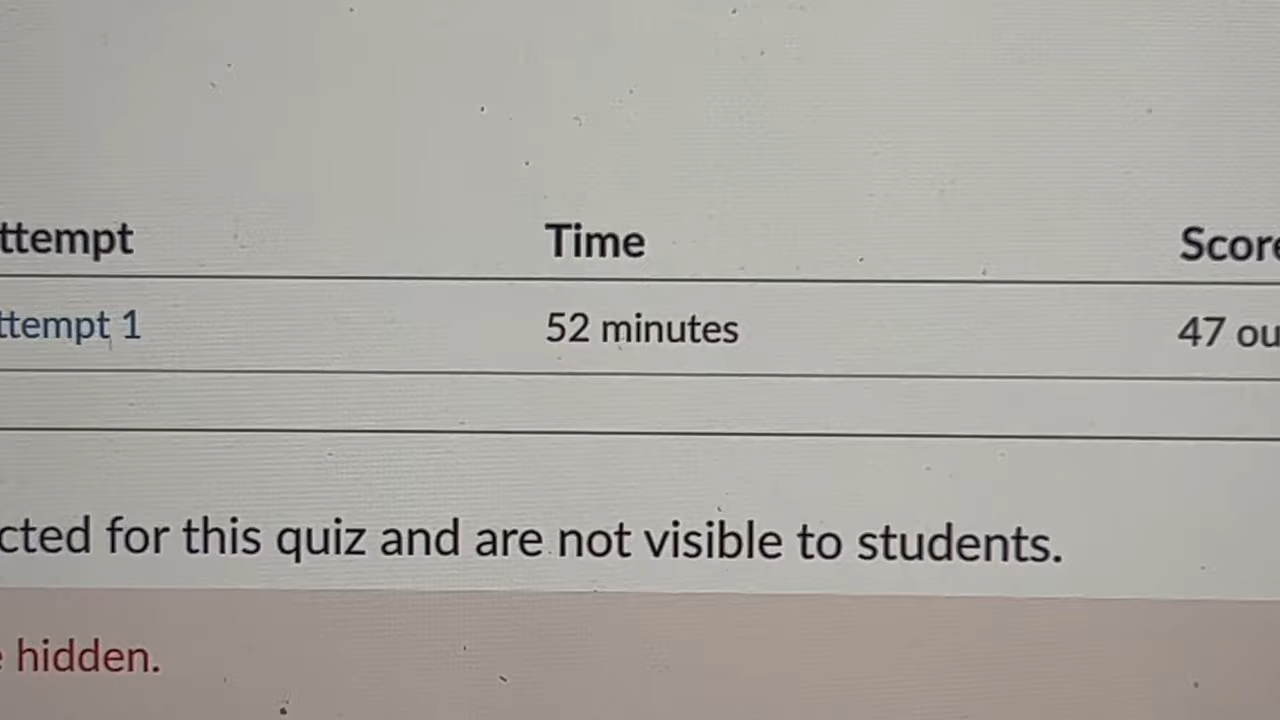 ttempt Time Score
ttempt 1 52 minutes 47 ou
cted for this quiz and are not visible to students.
hidden.